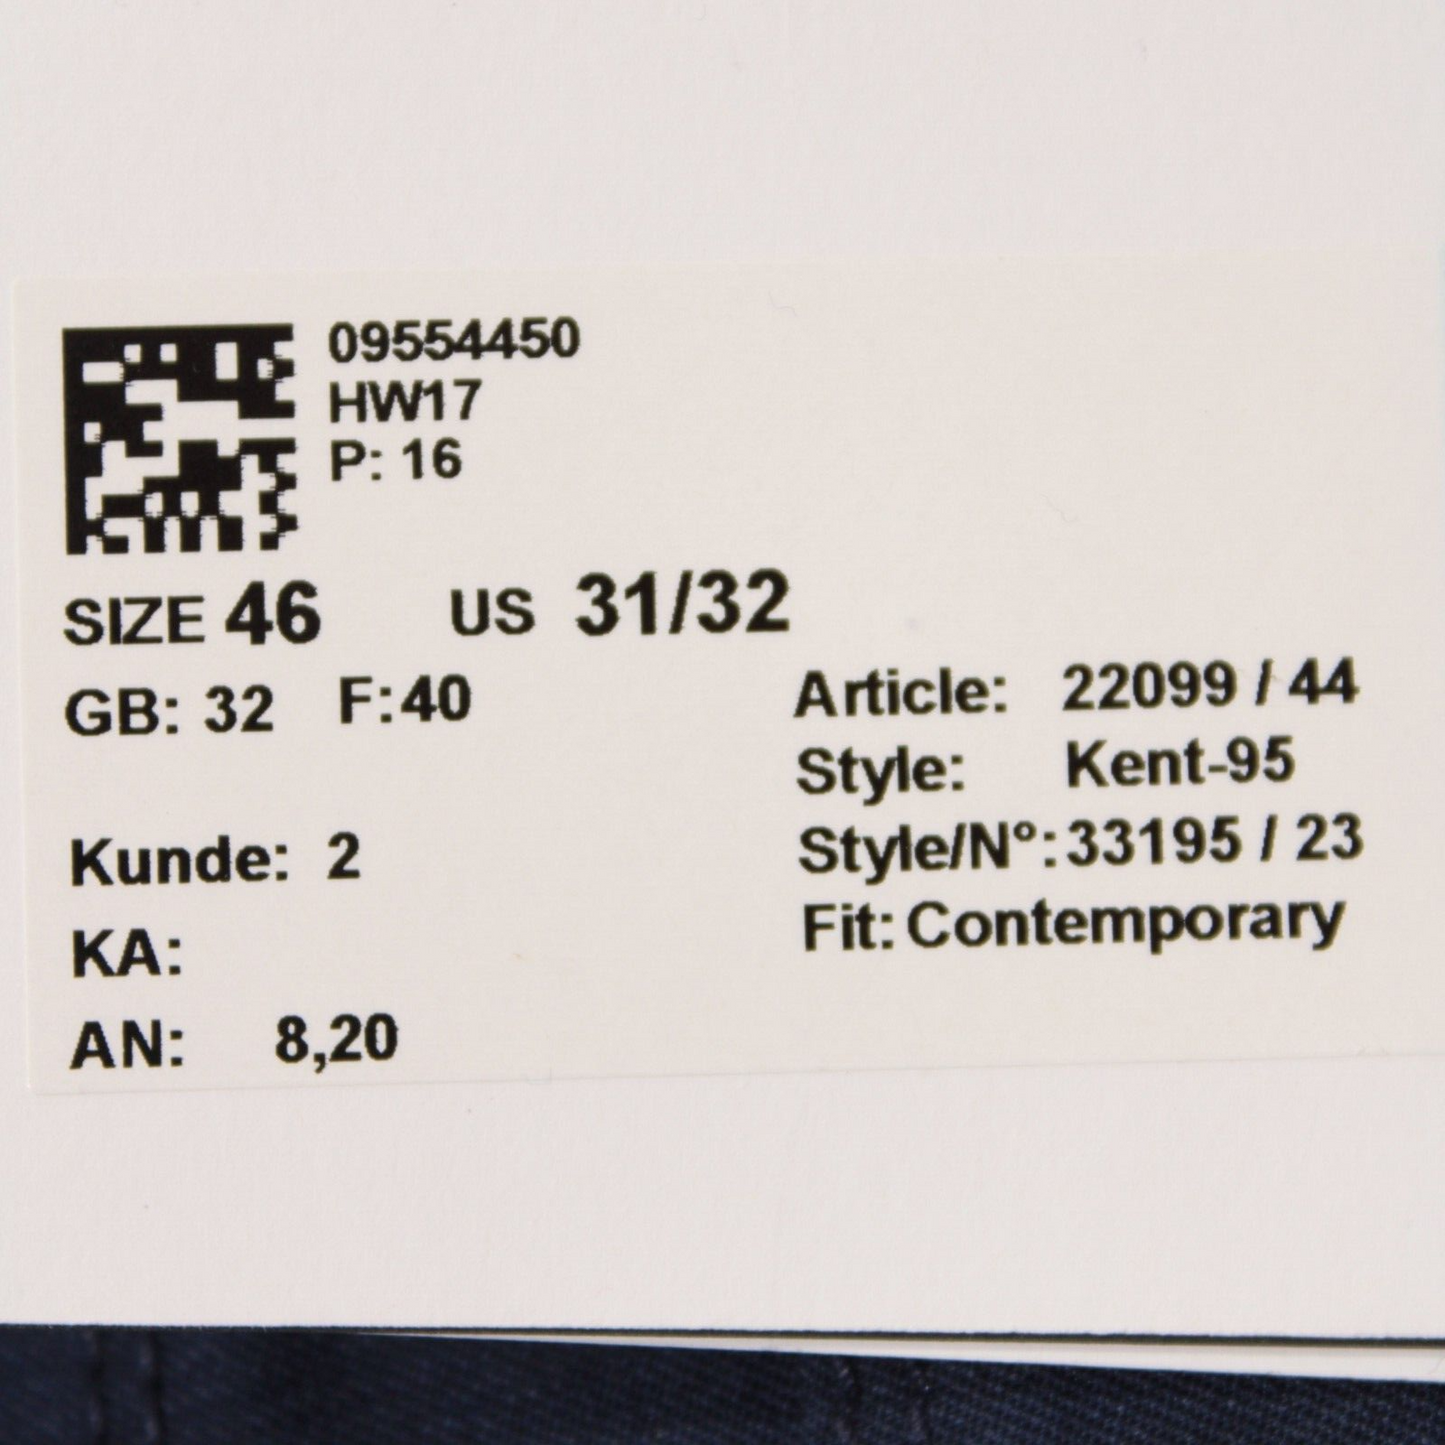 09554450
HW17
P: 16
SIZE 46 US 31/32
GB: 32 F:40
Article: 22099 / 44
Style: Kent-95
Style/N°:33195 / 23
Fit: Contemporary
Kunde: 2
KA:
AN: 8,20